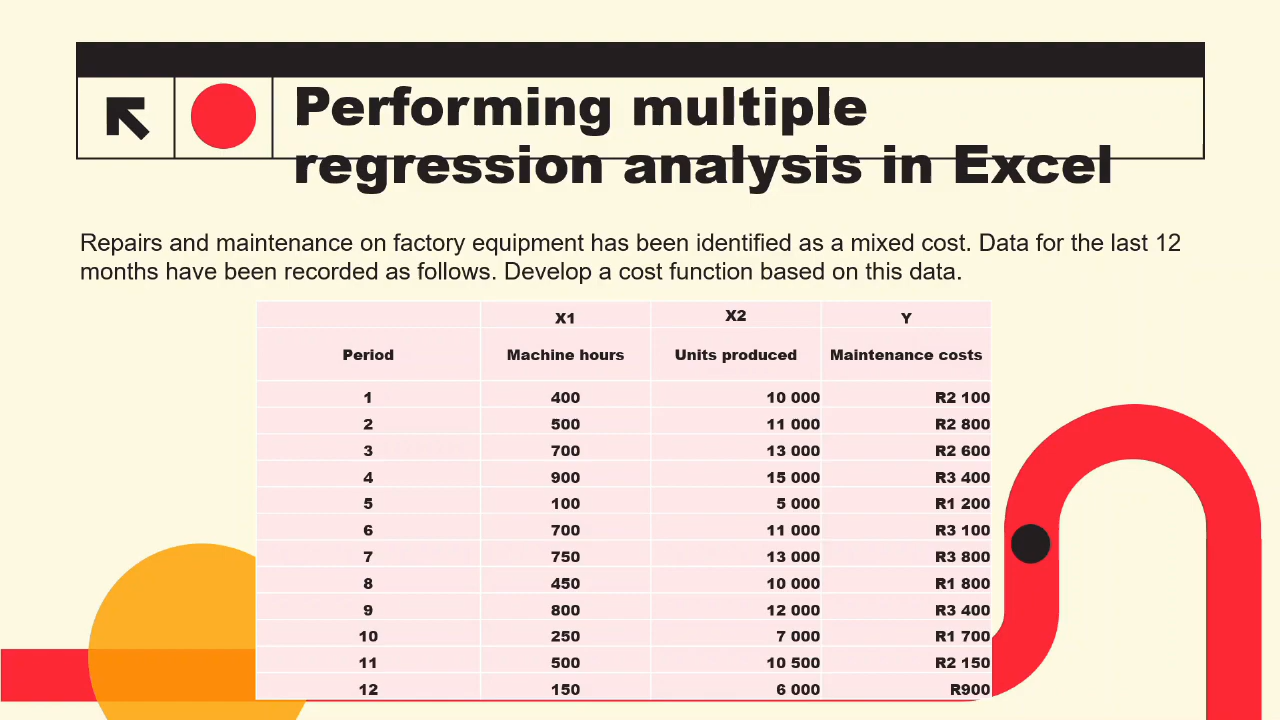 Performing multiple
regression analysis in Excel
Repairs and maintenance on factory equipment has been identified as a mixed cost. Data for the last 12
months have been recorded as follows. Develop a cost function based on this data.
X1 X2 Y
Period Machine hours Units produced Maintenance costs
1 400 10 000 R2 100
2 500 11 000 R2 800
3 700 13 000 R2 600
4 900 15 000 R3 400
5 100 5 000 R1 200
6 700 11 000 R3 100
7 750 13 000 R3 800
8 450 10 000 R1 800
9 800 12 000 R3 400
10 250 7 000 R1 700
11 500 10 500 R2 150
12 150 6 000 R900